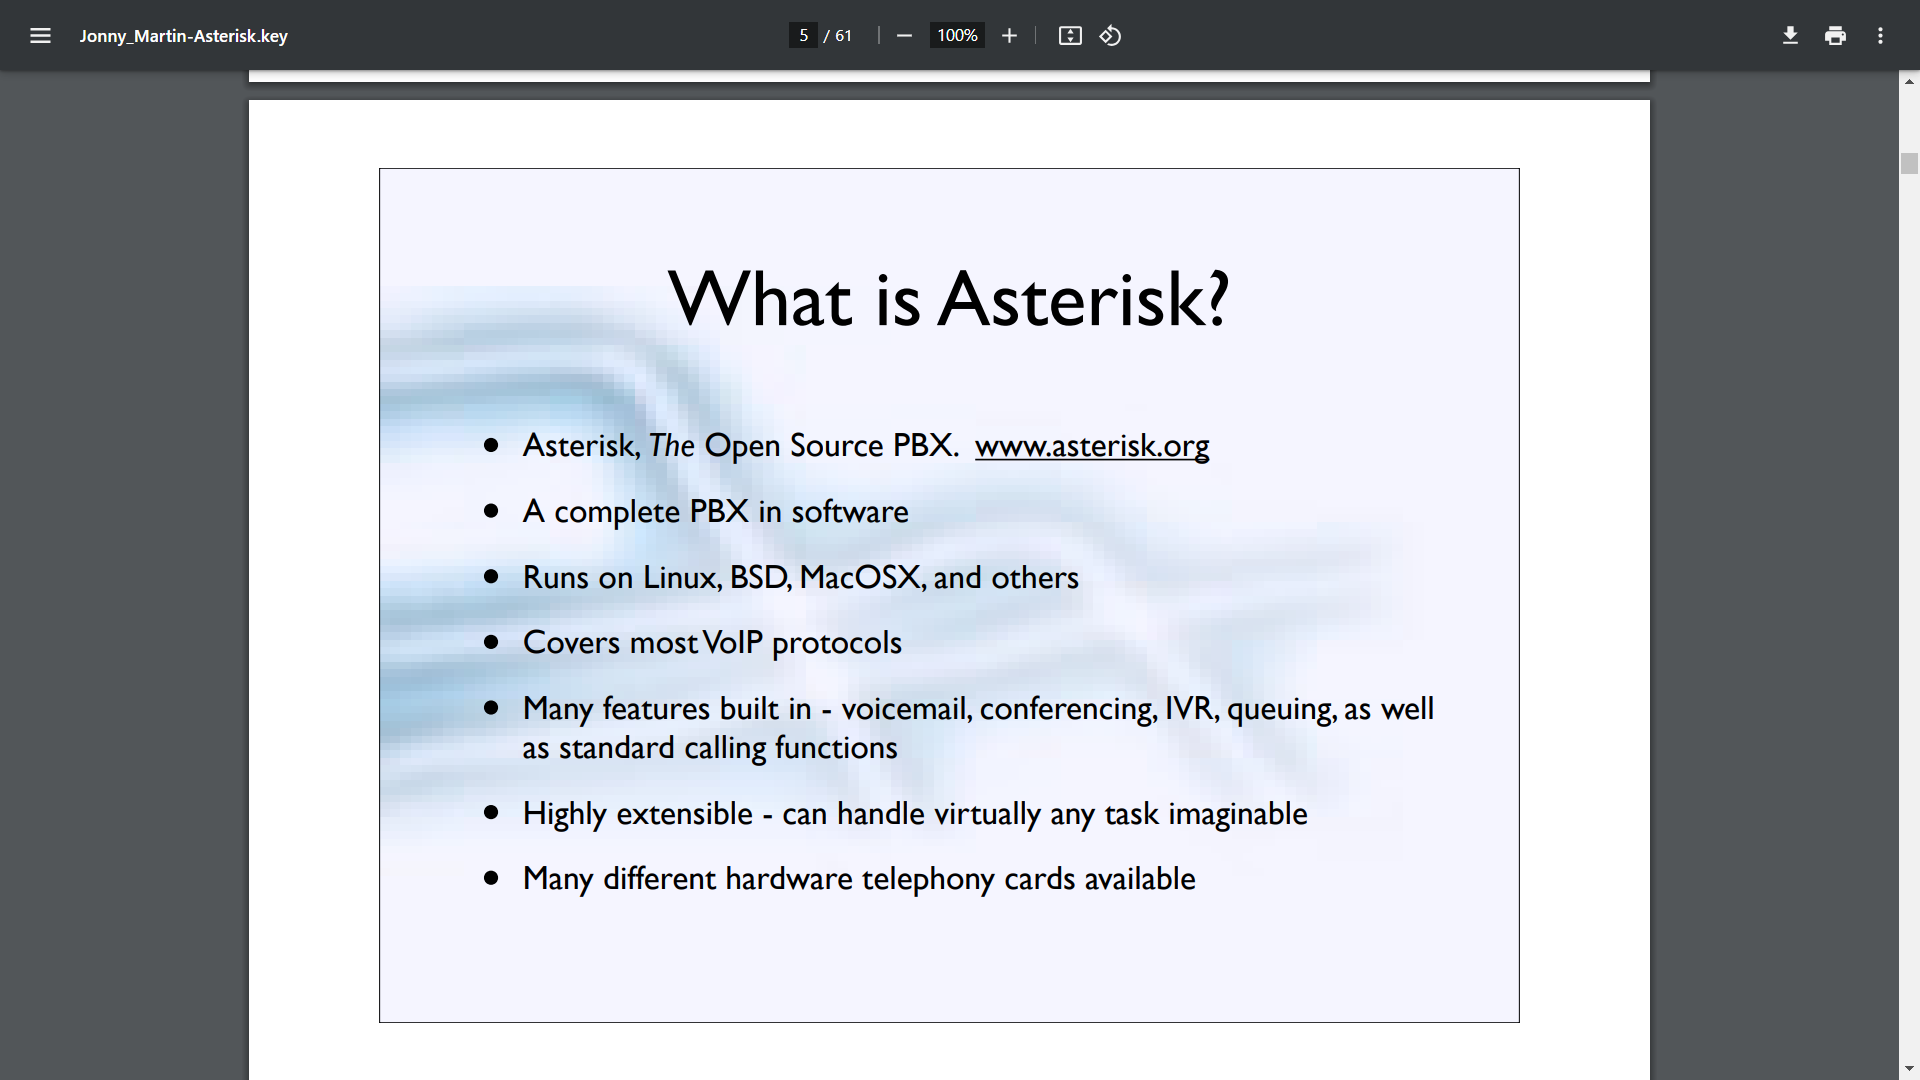 Jonny_Martin-Asterisk.key
5 / 61
100%
What is Asterisk?
• Asterisk, The Open Source PBX. www.asterisk.org
• A complete PBX in software
• Runs on Linux, BSD, MacOSX, and others
• Covers most VoIP protocols
• Many features built in - voicemail, conferencing, IVR, queuing, as well
as standard calling functions
• Highly extensible - can handle virtually any task imaginable
• Many different hardware telephony cards available